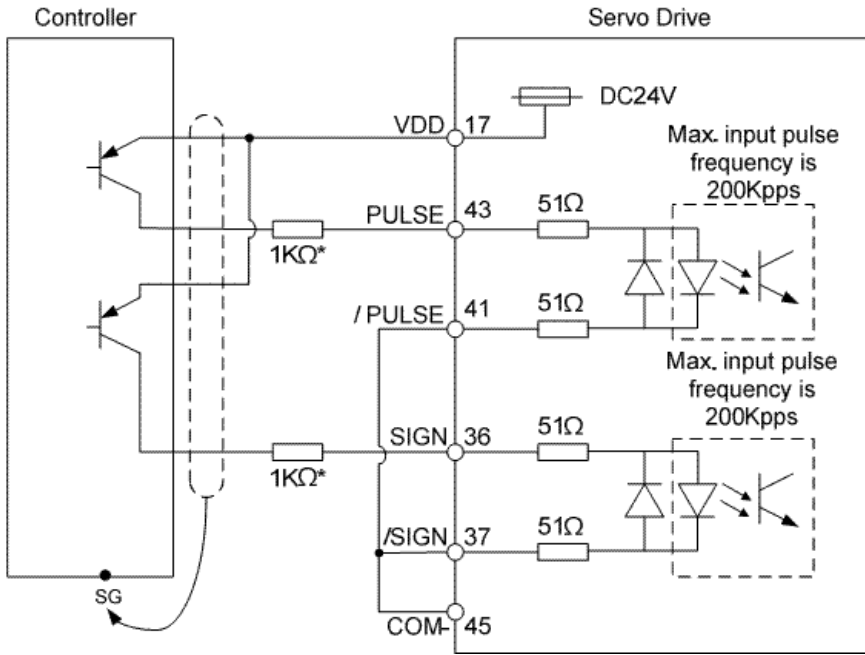 Controller
Servo Drive
DC24V
VDD
17
Max. input pulse
frequency is
200Kpps
PULSE
43
51Ω
1KΩ*
/PULSE
41
51Ω
Max. input pulse
frequency is
200Kpps
SIGN
36
51Ω
1KΩ*
/SIGN
37
51Ω
SG
COM-
45